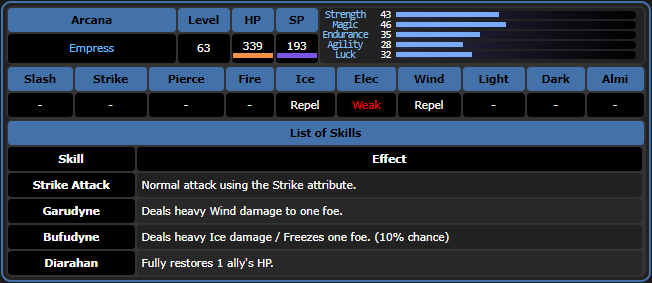 Arcana Level HP SP
Empress 63 339 193
Strength 43
Magic 46
Endurance 35
Agility 28
Luck 32
Slash Strike Pierce Fire Ice Elec Wind Light Dark Almi
- - - - Repel Weak Repel - - -
List of Skills
Skill Effect
Strike Attack Normal attack using the Strike attribute.
Garudyne Deals heavy Wind damage to one foe.
Bufudyne Deals heavy Ice damage / Freezes one foe. (10% chance)
Diarahan Fully restores 1 ally's HP.